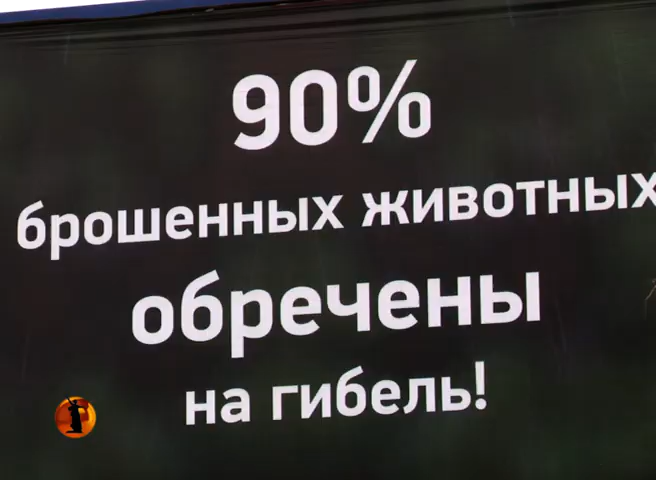 90%
брошенных животных
обречены
на гибель!